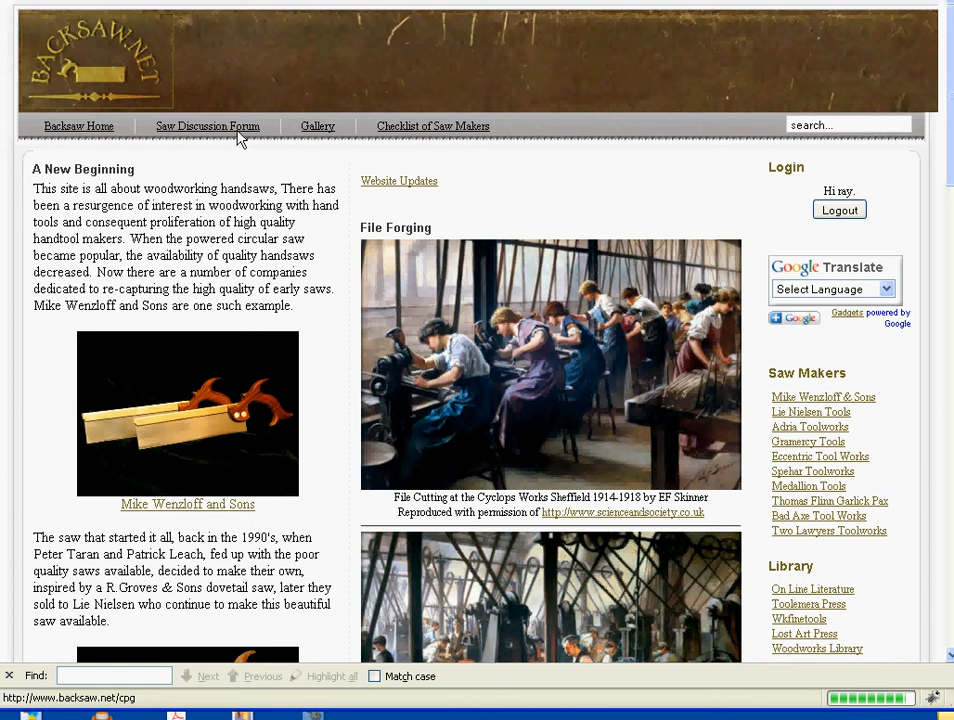 BACKSAW.NET
Backsaw Home
Saw Discussion Forum
Gallery
Checklist of Saw Makers
search...
A New Beginning
This site is all about woodworking handsaws, There has
been a resurgence of interest in woodworking with hand
tools and consequent proliferation of high quality
handtool makers. When the powered circular saw
became popular, the availability of quality handsaws
decreased. Now there are a number of companies
dedicated to re-capturing the high quality of early saws.
Mike Wenzloff and Sons are one such example.
Mike Wenzloff and Sons
The saw that started it all, back in the 1990's, when
Peter Taran and Patrick Leach, fed up with the poor
quality saws available, decided to make their own,
inspired by a R.Groves & Sons dovetail saw, later they
sold to Lie Nielsen who continue to make this beautiful
saw available.
Website Updates
File Forging
File Cutting at the Cyclops Works Sheffield 1914-1918 by EF Skinner
Reproduced with permission of http://www.scienceandsociety.co.uk
Login
Hi ray.
Logout
Google Translate
Select Language
Google
Gadgets powered by
Google
Saw Makers
Mike Wenzloff & Sons
Lie Nielsen Tools
Adria Toolworks
Gramercy Tools
Eccentric Tool Works
Spehar Toolworks
Medallion Tools
Thomas Flinn Garlick Pax
Bad Axe Tool Works
Two Lawyers Toolworks
Library
On Line Literature
Toolemera Press
Wkfinetools
Lost Art Press
Woodworks Library
Find:
Next
Previous
Highlight all
Match case
http://www.backsaw.net/cpg